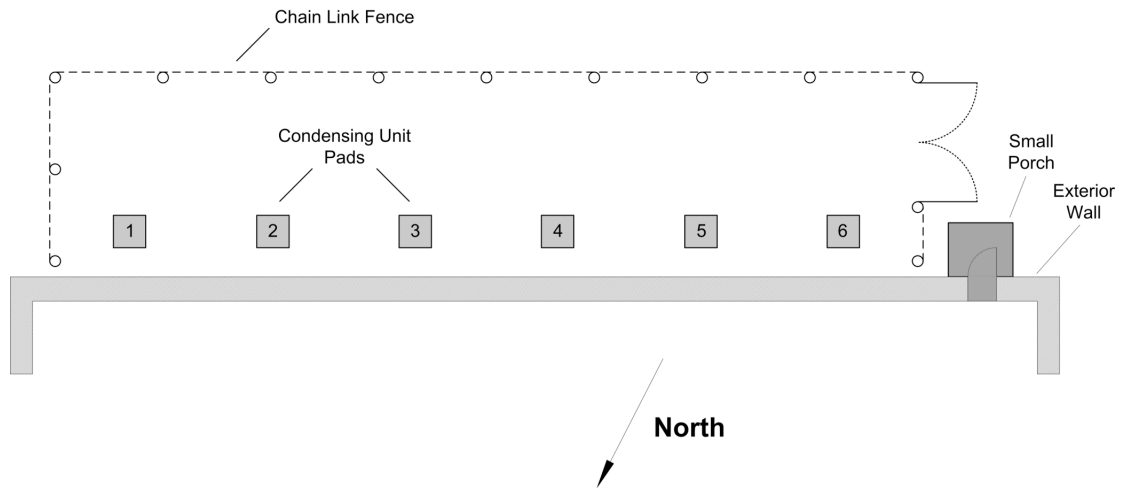 Chain Link Fence
Condensing Unit
Pads
Small
Porch
Exterior
Wall
1
2
3
4
5
6
North